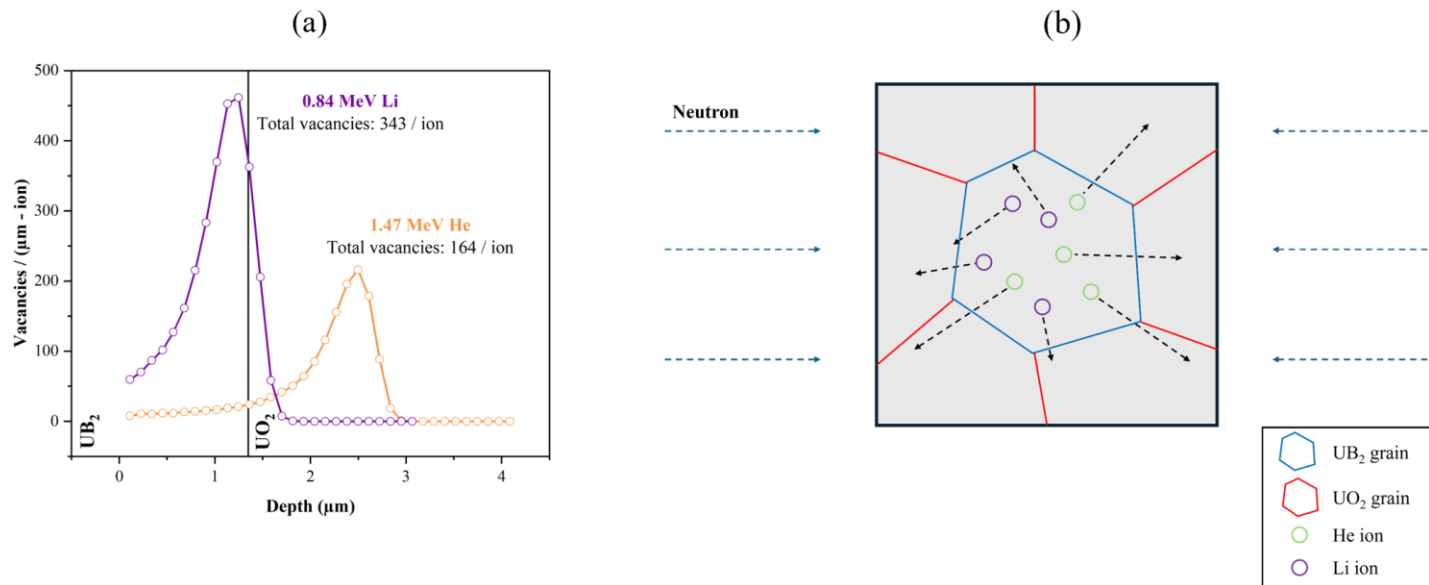 (a)
500
400
300
200
100
0
Vacancies / (μm - ion)
0.84 MeV Li
Total vacancies: 343 / ion
1.47 MeV He
Total vacancies: 164 / ion
UB₂
UO₂
0
1
2
3
4
Depth (μm)
(b)
Neutron
UB₂ grain
UO₂ grain
He ion
Li ion